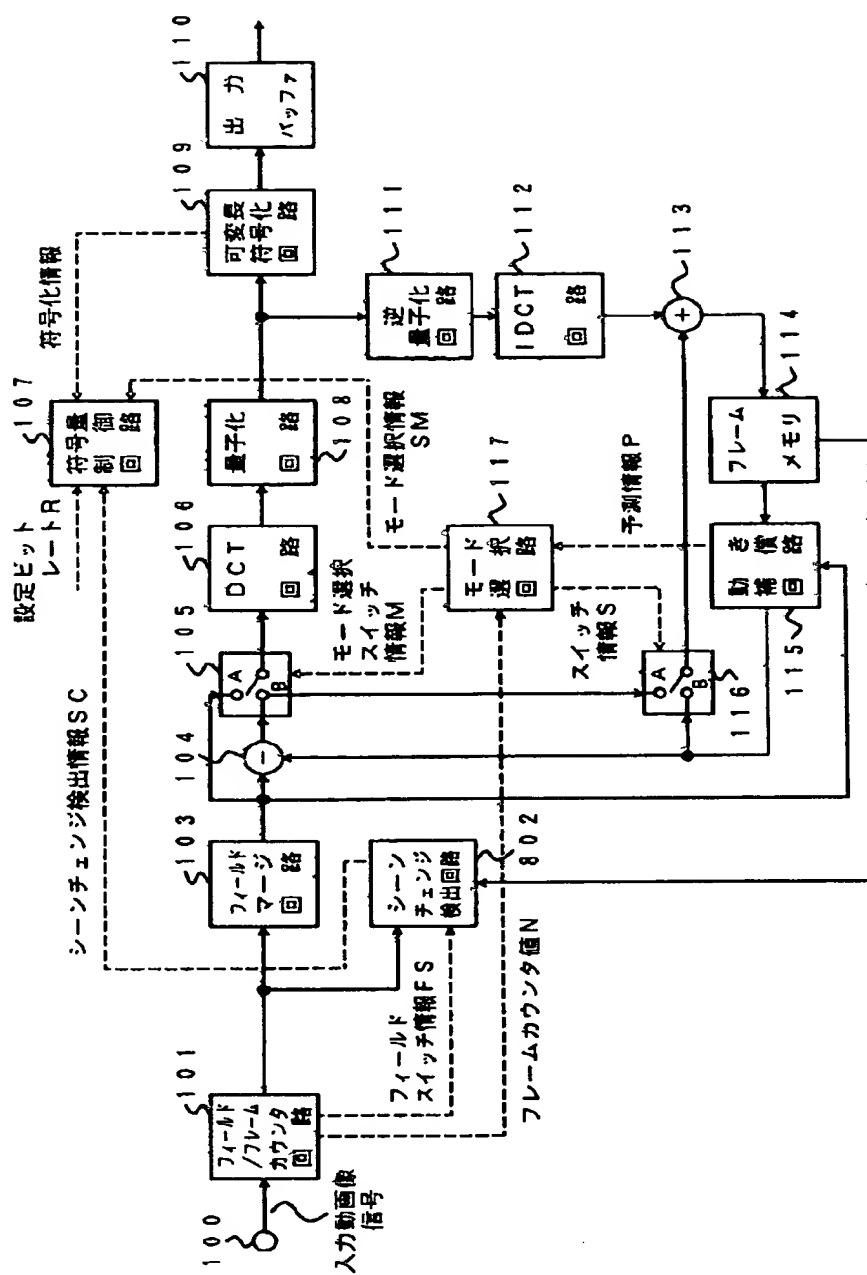 100
入力動画像
信号
101
フィールド
/フレーム
カウンタ
回路
フィールド
スイッチ情報FS
フレームカウンタ値N
シーンチェンジ検出情報SC
103
フィールド
マージ
回路
シーン
チェンジ
検出回路
802
104
-
105
A
B
モード選択
スイッチ
情報M
106
DCT
回路
設定ビット
レートR
107
符号量
制御
回路
符号化情報
量子化
回路
108
モード選択情報
SM
109
可変長
符号化
回路
110
出力
バッファ
111
逆
量子化
回路
112
IDCT
回路
113
+
114
フレーム
メモリ
動き
補償
回路
115
予測情報P
117
モード
選択
回路
スイッチ
情報S
A
B
116